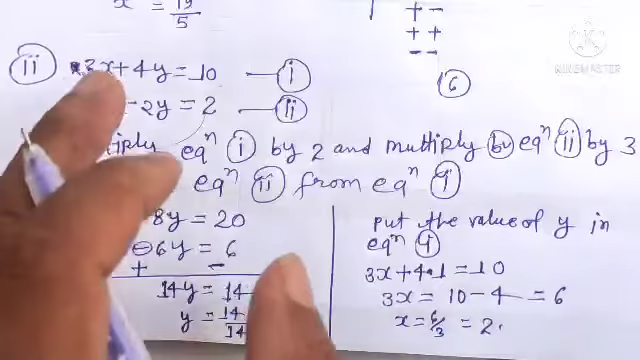 x = 19/5
+ -
+ +
- -
KINEMASTER
(ii) 3x + 4y = 10 — (i)
(6)
- 2y = 2 — (ii)
eqⁿ (i) by 2 and multiply by eqⁿ (ii) by 3
eqⁿ (ii) from eqⁿ (i)
8y = 20
⊖6y = 6
+ -
14y = 14
y = 14/14
put the value of y in
eqⁿ (i)
3x + 4·1 = 10
3x = 10 - 4 = 6
x = 6/3 = 2.